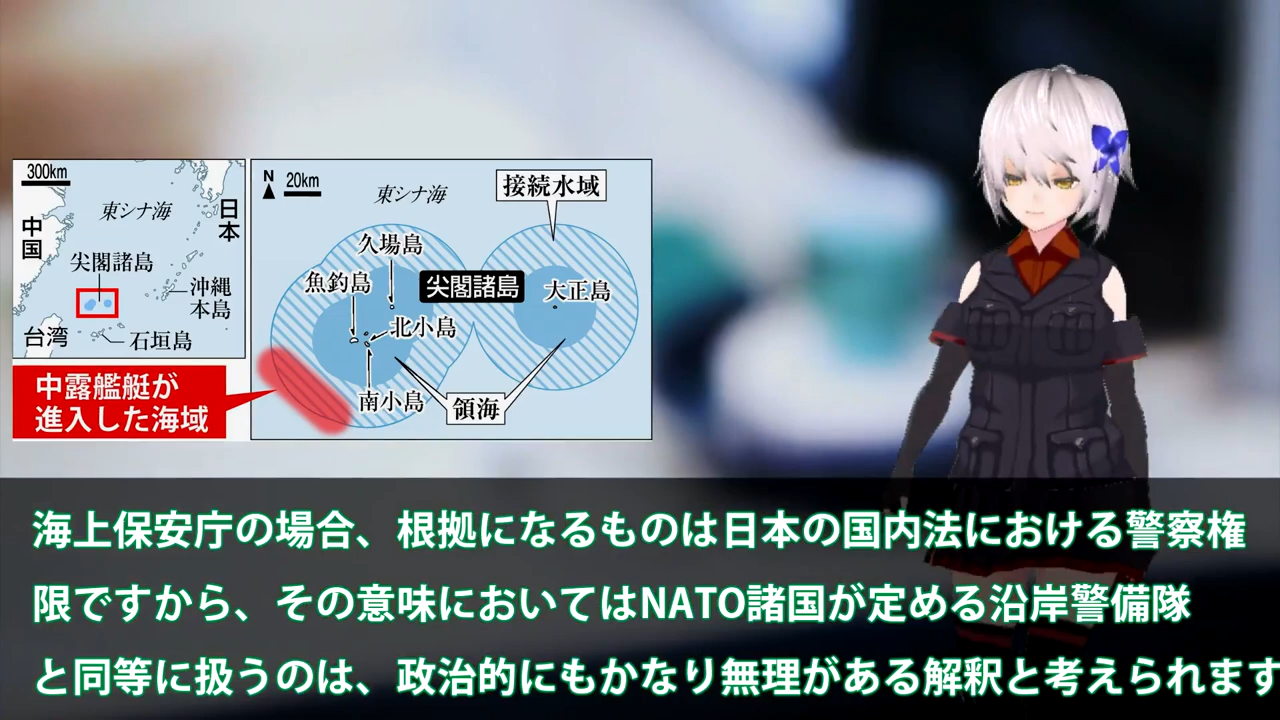 300km
東シナ海
日本
中国
尖閣諸島
沖縄
本島
台湾
石垣島
中露艦艇が
進入した海域
N
20km
東シナ海
接続水域
久場島
魚釣島
尖閣諸島
大正島
北小島
南小島
領海
海上保安庁の場合、根拠になるものは日本の国内法における警察権
限ですから、その意味においてはNATO諸国が定める沿岸警備隊
と同等に扱うのは、政治的にもかなり無理がある解釈と考えられます